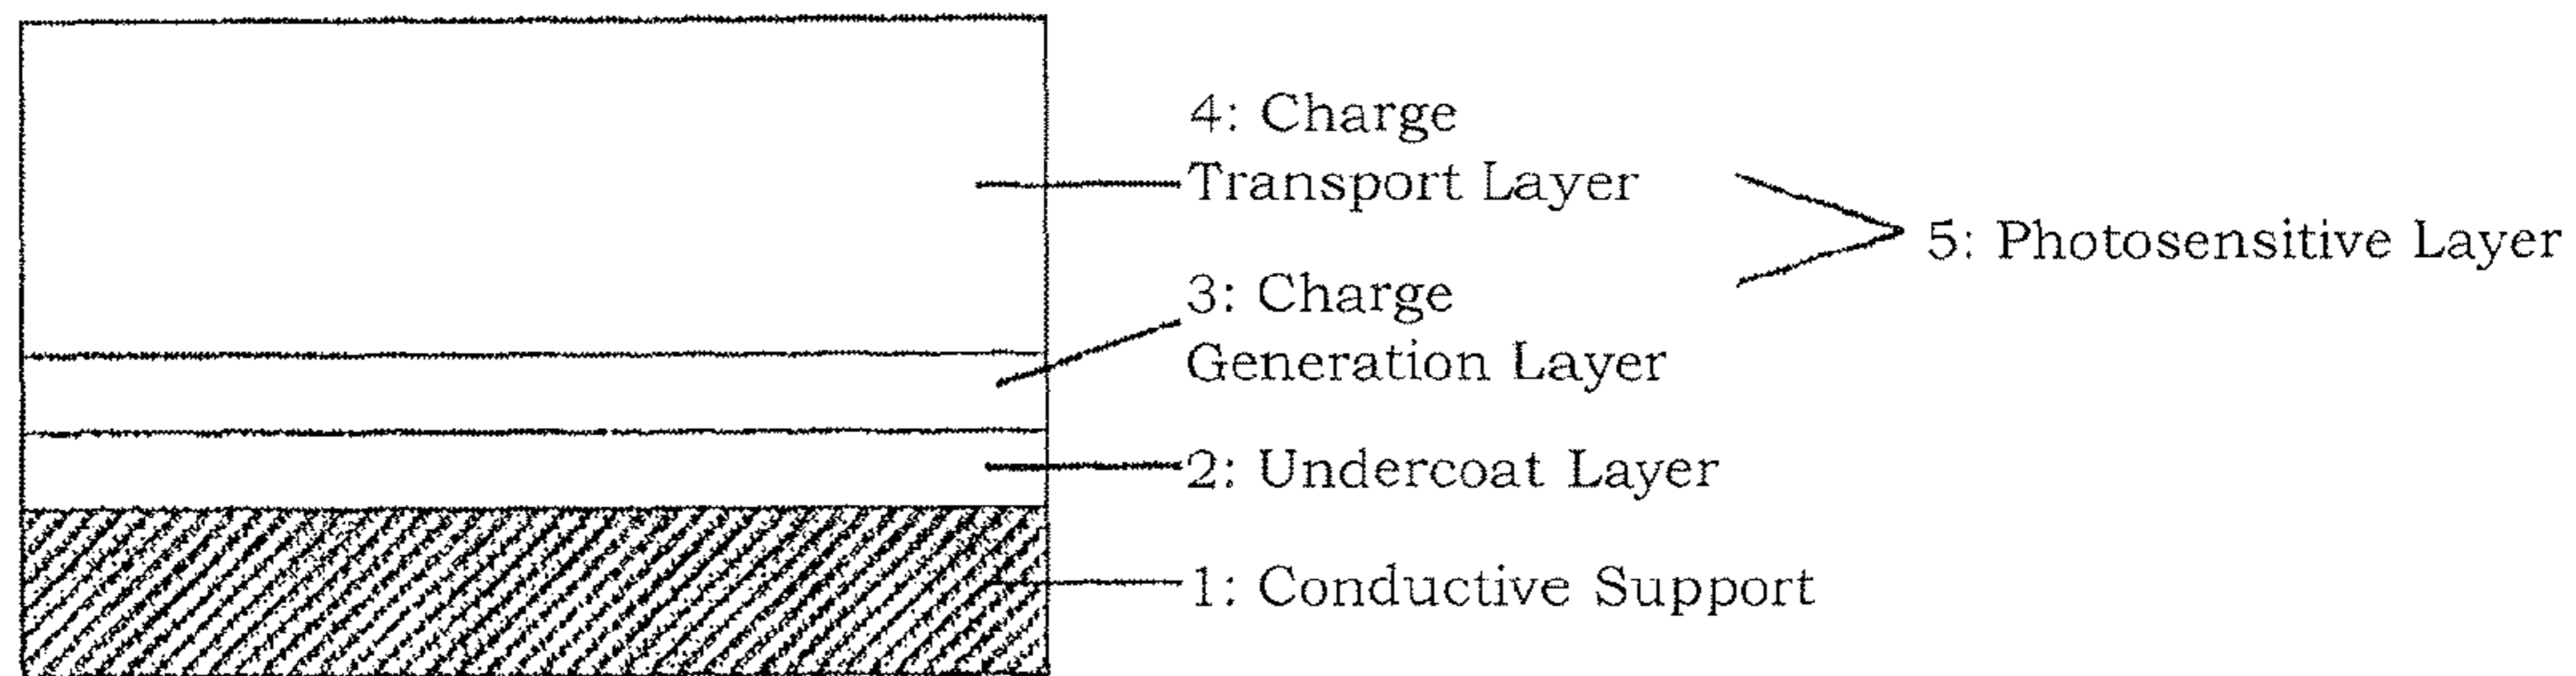 4: Charge
Transport Layer
5: Photosensitive Layer
3: Charge
Generation Layer
2: Undercoat Layer
1: Conductive Support